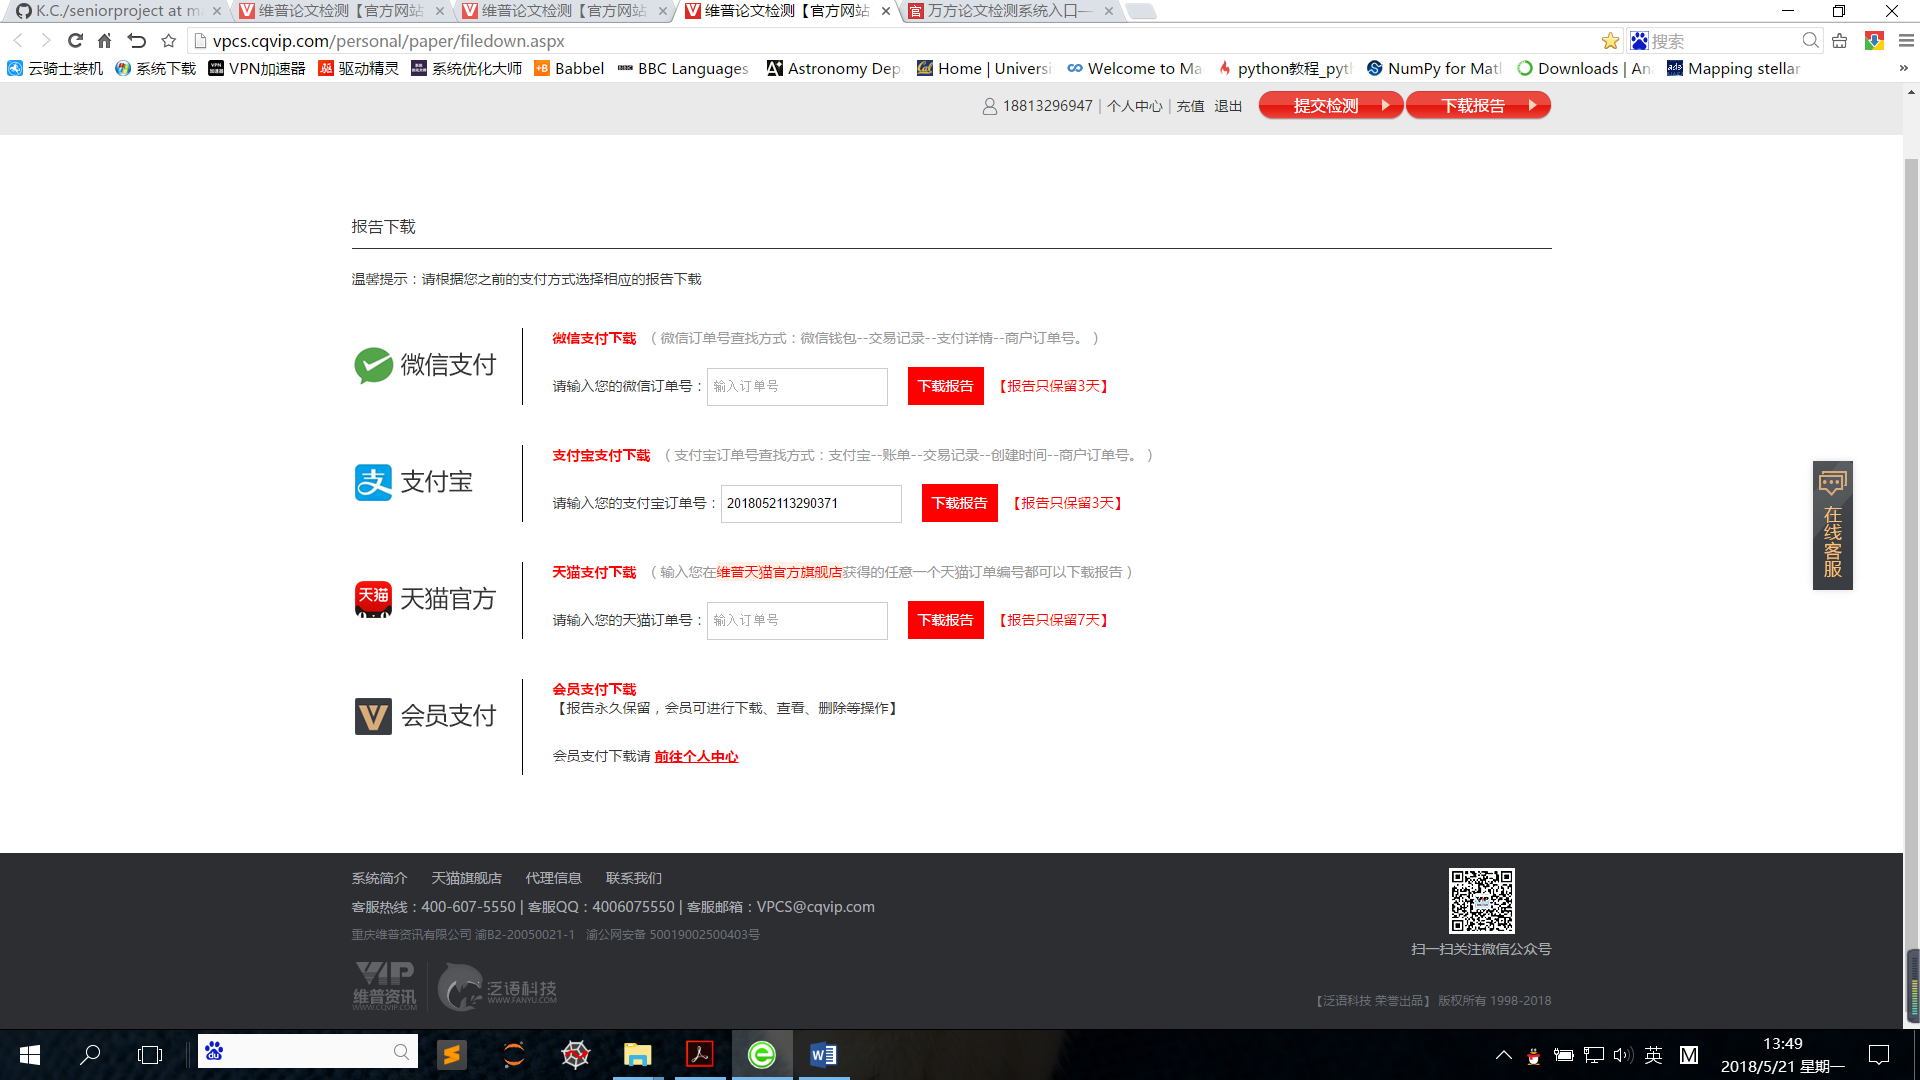 K.C./seniorproject at m
维普论文检测【官方网站
维普论文检测【官方网站
维普论文检测【官方网站
万方论文检测系统入口—
vpcs.cqvip.com/personal/paper/filedown.aspx
搜索
云骑士装机
系统下载
VPN加速器
驱动精灵
系统优化大师
Babbel
BBC Languages
Astronomy Dep
Home | Universi
Welcome to Ma
python教程_pyt
NumPy for Mat
Downloads | An
Mapping stellar
»
18813296947 | 个人中心 | 充值 退出
提交检测
下载报告
报告下载
温馨提示：请根据您之前的支付方式选择相应的报告下载
微信支付
微信支付下载 （ 微信订单号查找方式：微信钱包--交易记录--支付详情--商户订单号。 ）
请输入您的微信订单号： 输入订单号 下载报告 【报告只保留3天】
支付宝
支付宝支付下载 （ 支付宝订单号查找方式：支付宝--账单--交易记录--创建时间--商户订单号。 ）
请输入您的支付宝订单号： 2018052113290371 下载报告 【报告只保留3天】
天猫
天猫官方
天猫支付下载 （ 输入您在维普天猫官方旗舰店获得的任意一个天猫订单编号都可以下载报告 ）
请输入您的天猫订单号： 输入订单号 下载报告 【报告只保留7天】
会员支付
会员支付下载
【报告永久保留，会员可进行下载、查看、删除等操作】
会员支付下载请 前往个人中心
在线客服
系统简介 天猫旗舰店 代理信息 联系我们
客服热线：400-607-5550 | 客服QQ：4006075550 | 客服邮箱：VPCS@cqvip.com
重庆维普资讯有限公司 渝B2-20050021-1 渝公网安备 50019002500403号
VIP
维普资讯
WWW.CQVIP.COM
泛语科技
WWW.FANYU.COM
扫一扫关注微信公众号
【泛语科技 荣誉出品】 版权所有 1998-2018
英
M
13:49
2018/5/21 星期一